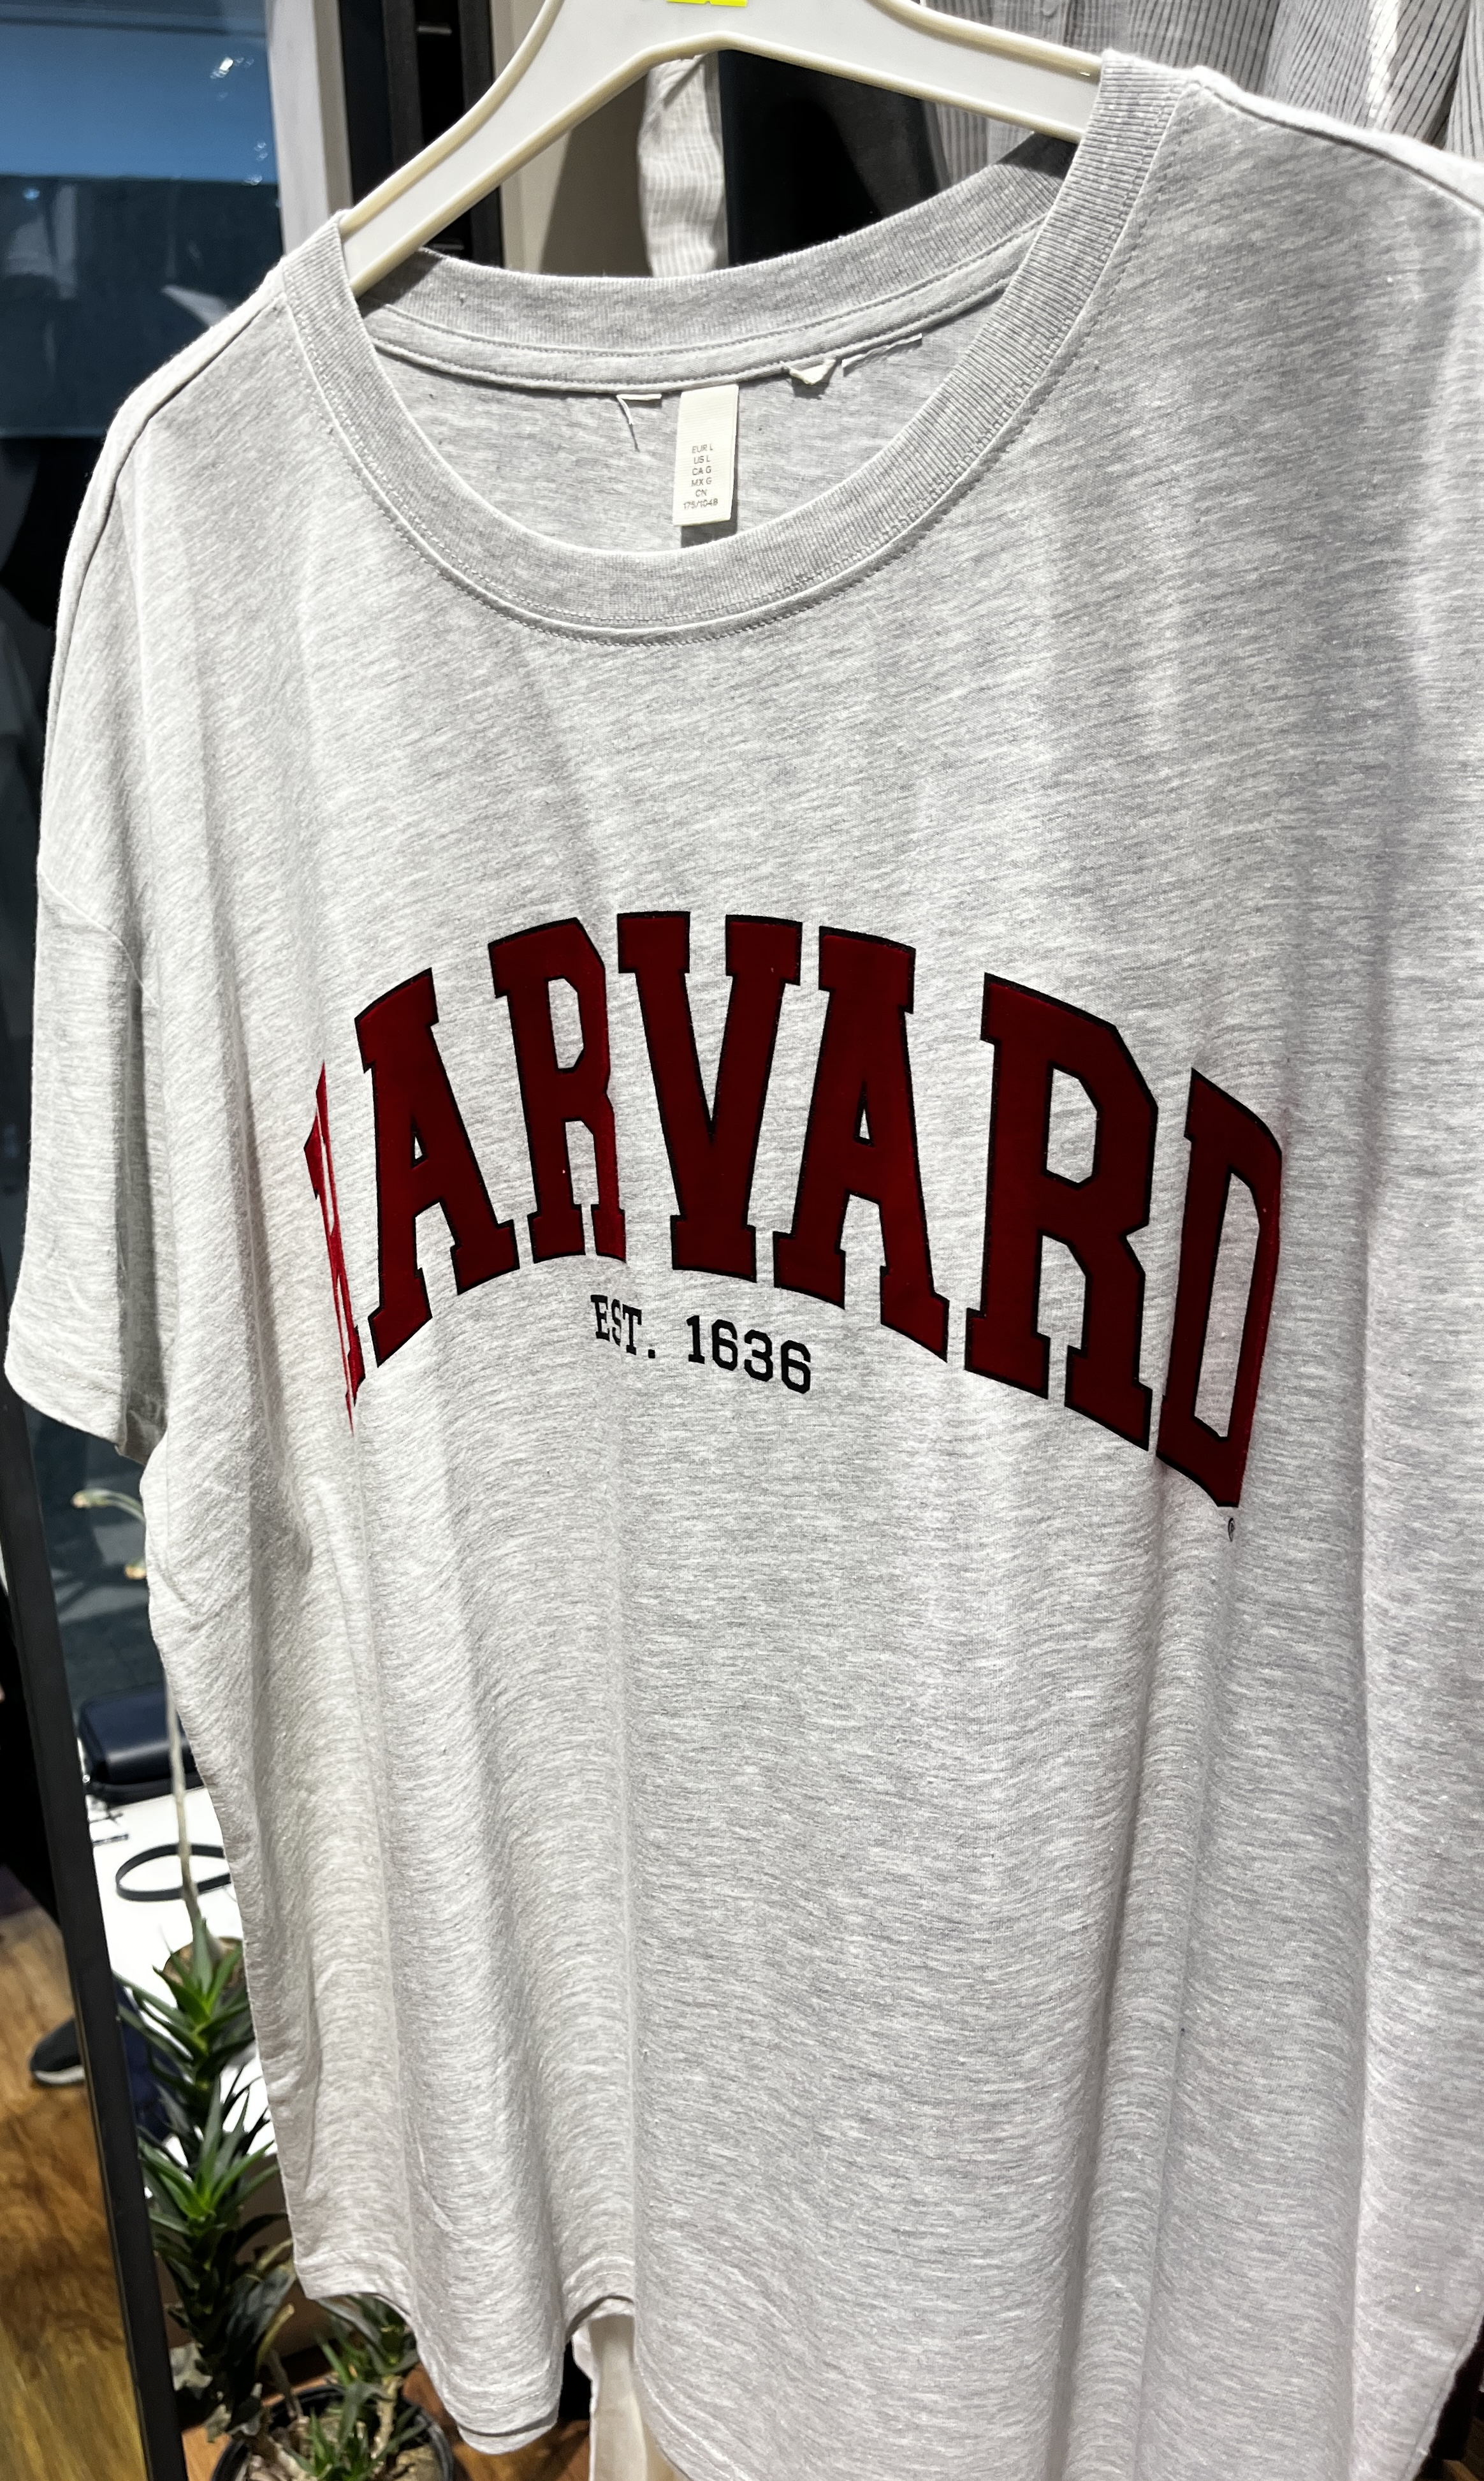 EUR L
US L
CA G
MX G
CN
175/104B
HARVARD
EST. 1636
®